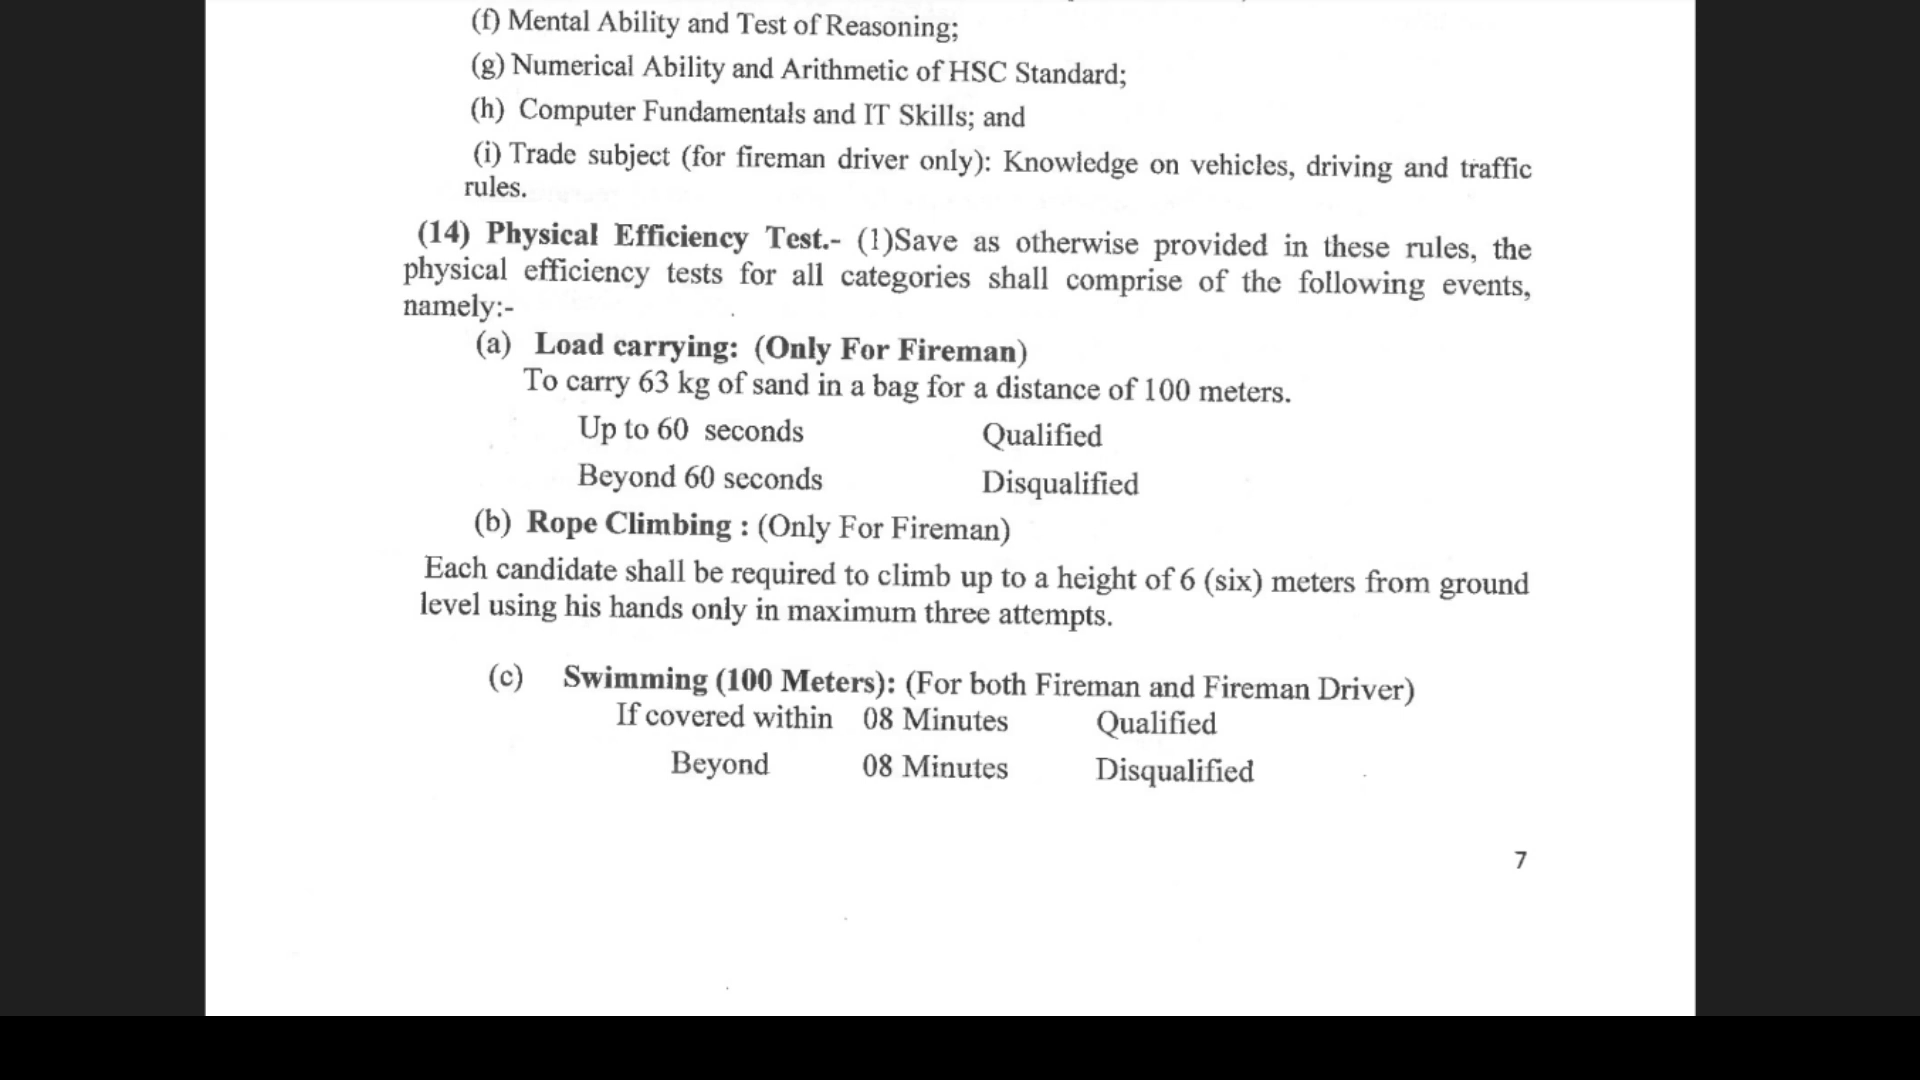 (f) Mental Ability and Test of Reasoning;
(g) Numerical Ability and Arithmetic of HSC Standard;
(h) Computer Fundamentals and IT Skills; and
(i) Trade subject (for fireman driver only): Knowledge on vehicles, driving and traffic
rules.
(14) Physical Efficiency Test.- (1)Save as otherwise provided in these rules, the
physical efficiency tests for all categories shall comprise of the following events,
namely:-
(a) Load carrying: (Only For Fireman)
To carry 63 kg of sand in a bag for a distance of 100 meters.
Up to 60 seconds Qualified
Beyond 60 seconds Disqualified
(b) Rope Climbing : (Only For Fireman)
Each candidate shall be required to climb up to a height of 6 (six) meters from ground
level using his hands only in maximum three attempts.
(c) Swimming (100 Meters): (For both Fireman and Fireman Driver)
If covered within 08 Minutes Qualified
Beyond 08 Minutes Disqualified
7